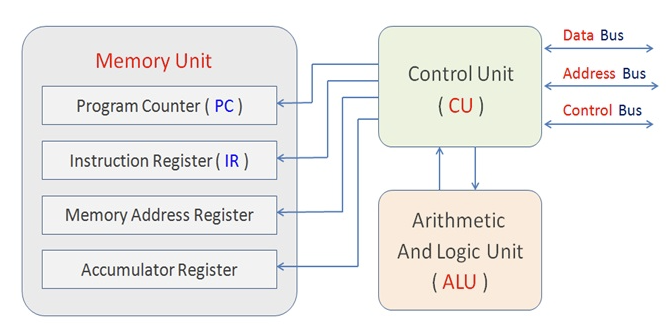 Memory Unit
Program Counter ( PC )
Instruction Register ( IR )
Memory Address Register
Accumulator Register
Control Unit
( CU )
Arithmetic
And Logic Unit
( ALU )
Data Bus
Address Bus
Control Bus